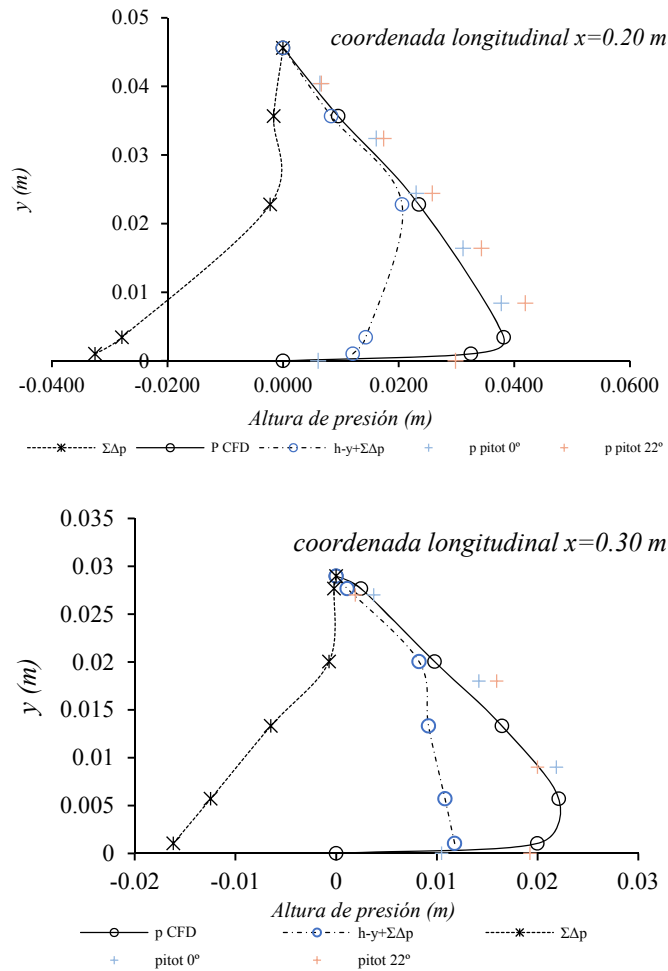 coordenada longitudinal x=0.20 m
0.05
0.04
0.03
0.02
0.01
0
y (m)
-0.0400 -0.0200 0.0000 0.0200 0.0400 0.0600
Altura de presión (m)
ΣΔp P CFD h-y+ΣΔp p pitot 0º p pitot 22º
coordenada longitudinal x=0.30 m
0.035
0.03
0.025
0.02
0.015
0.01
0.005
0
y (m)
-0.02 -0.01 0 0.01 0.02 0.03
Altura de presión (m)
p CFD h-y+ΣΔp ΣΔp
pitot 0º pitot 22º